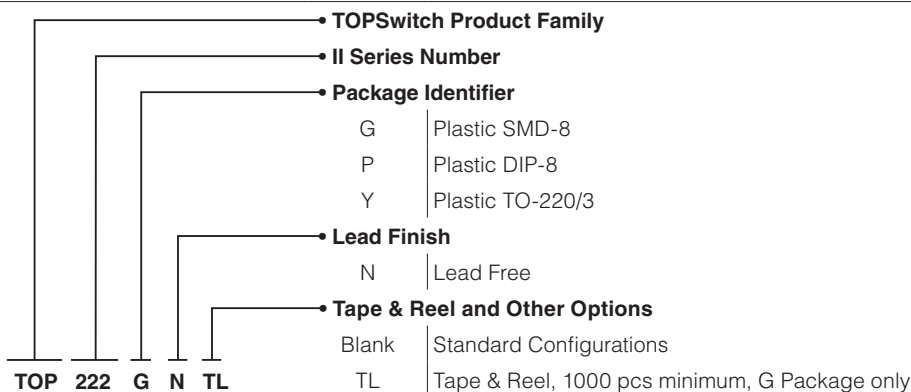 TOPSwitch Product Family
II Series Number
Package Identifier
G Plastic SMD-8
P Plastic DIP-8
Y Plastic TO-220/3
Lead Finish
N Lead Free
Tape & Reel and Other Options
Blank Standard Configurations
TOP 222 G N TL
TL Tape & Reel, 1000 pcs minimum, G Package only